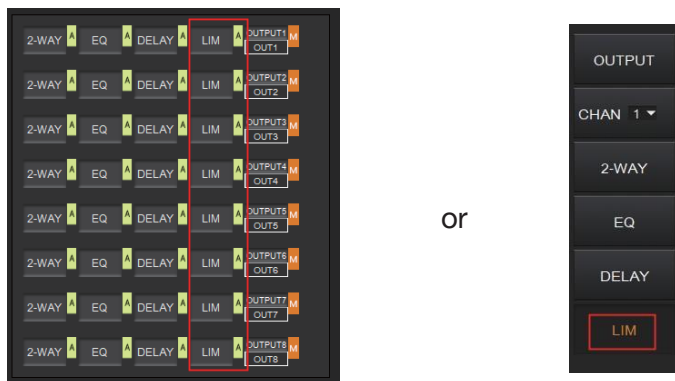 2-WAY A EQ A DELAY A LIM A OUTPUT1 M
OUT1
2-WAY A EQ A DELAY A LIM A OUTPUT2 M
OUT2
2-WAY A EQ A DELAY A LIM A OUTPUT3 M
OUT3
2-WAY A EQ A DELAY A LIM A OUTPUT4 M
OUT4
2-WAY A EQ A DELAY A LIM A OUTPUT5 M
OUT5
2-WAY A EQ A DELAY A LIM A OUTPUT6 M
OUT6
2-WAY A EQ A DELAY A LIM A OUTPUT7 M
OUT7
2-WAY A EQ A DELAY A LIM A OUTPUT8 M
OUT8
or
OUTPUT
CHAN 1
2-WAY
EQ
DELAY
LIM